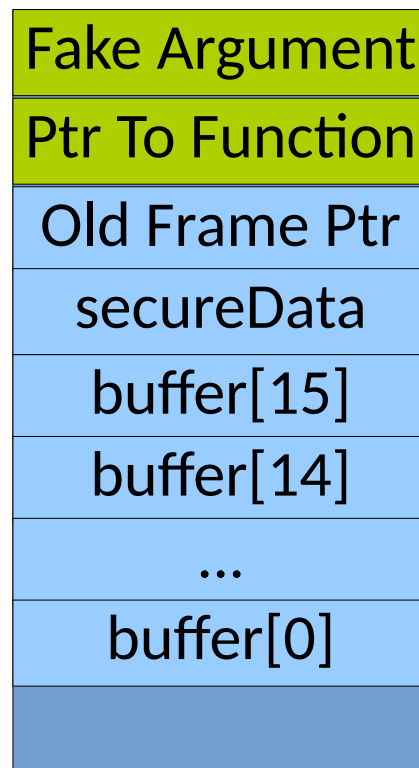 Fake Argument
Ptr To Function
Old Frame Ptr
secureData
buffer[15]
buffer[14]
...
buffer[0]